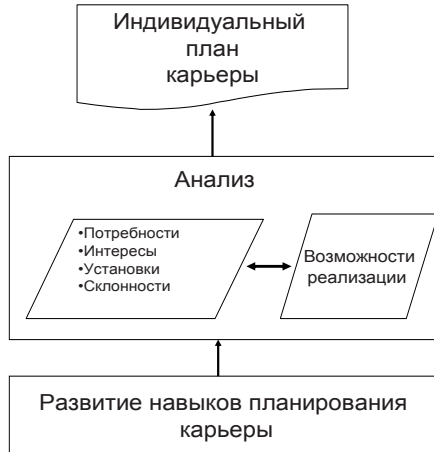 Индивидуальный
план
карьеры
Анализ
•Потребности
•Интересы
•Установки
•Склонности
Возможности
реализации
Развитие навыков планирования
карьеры